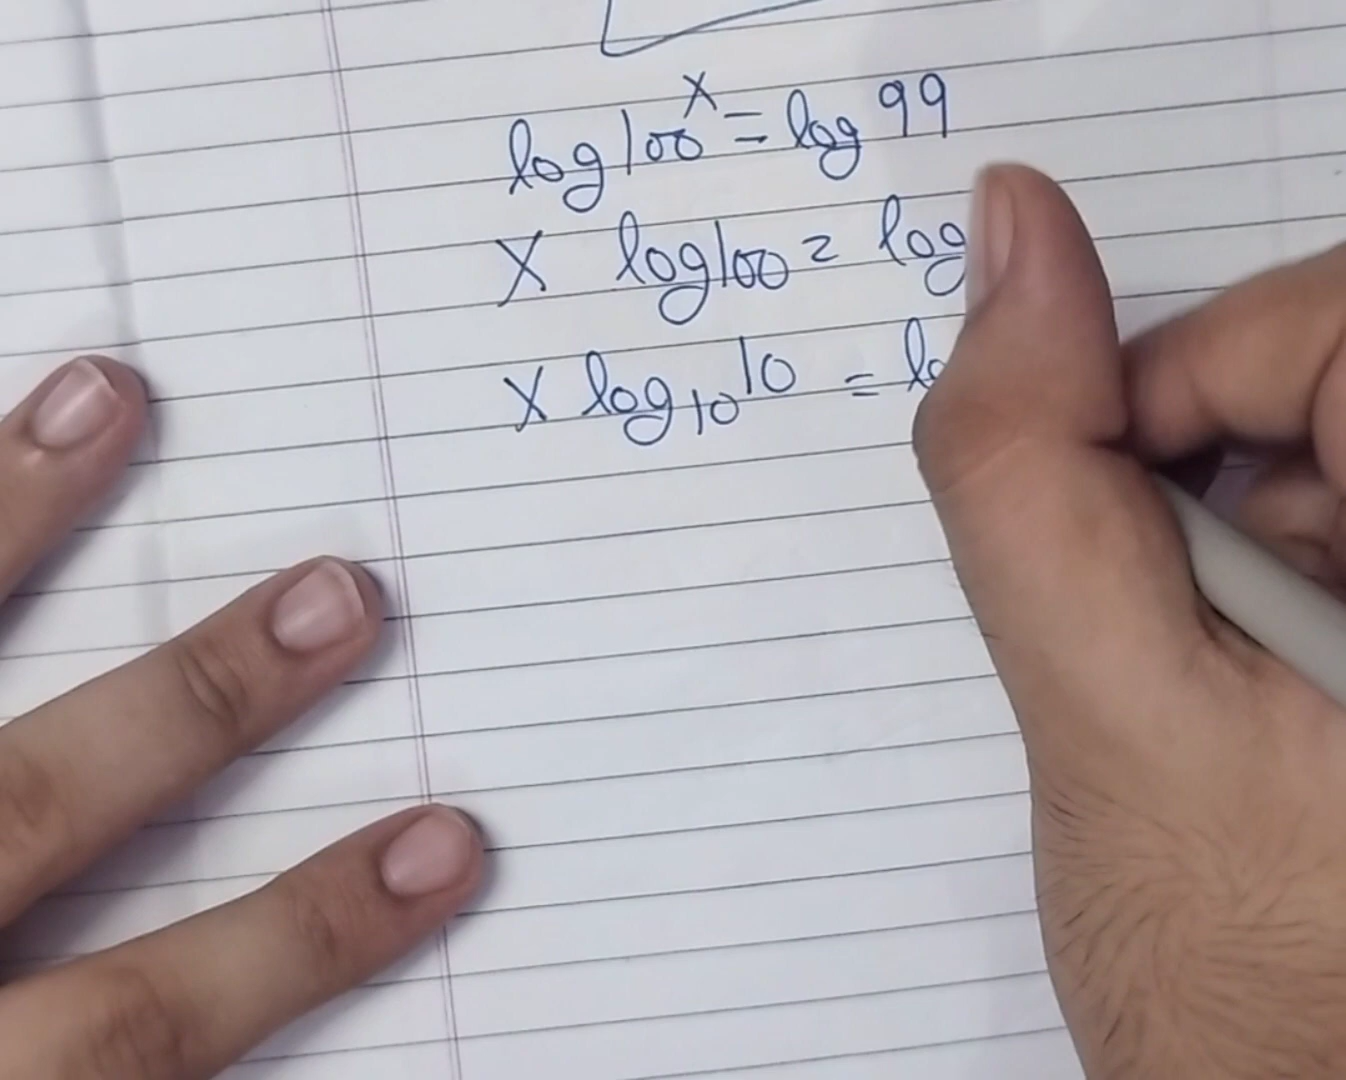 log 100^x = log 99
x log 100 = log
x log₁₀ 10 = lo